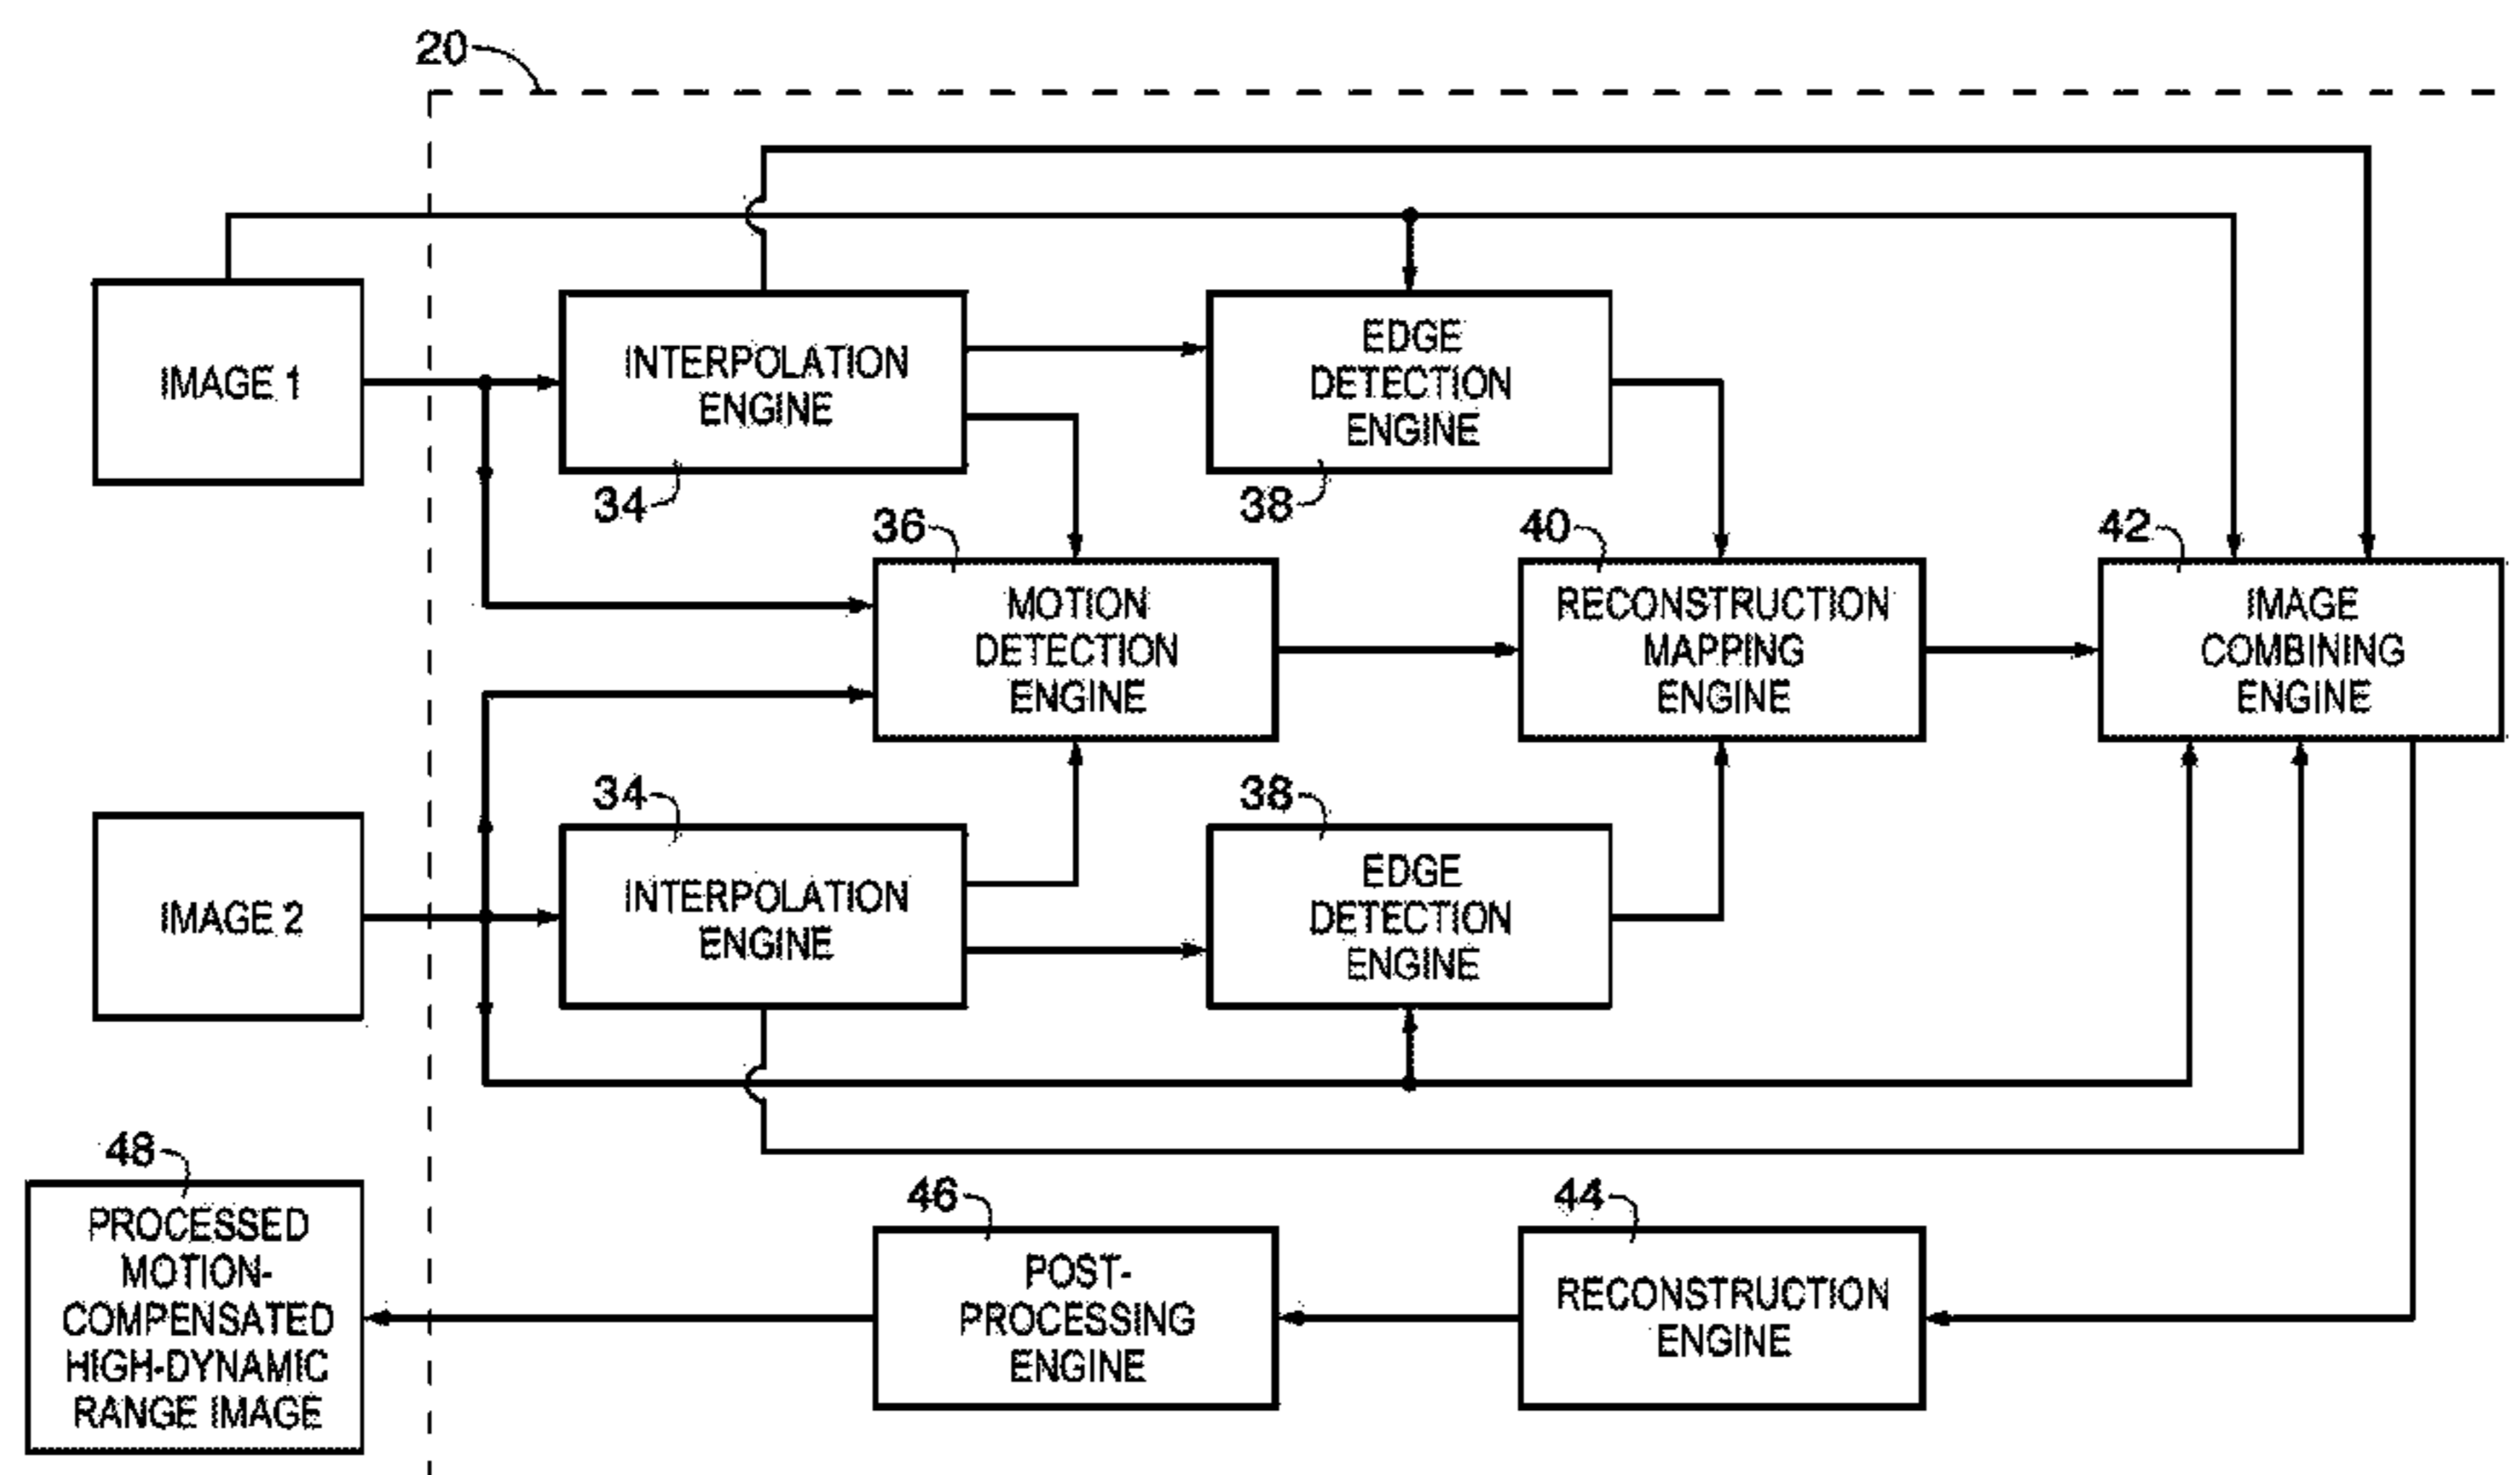 20
IMAGE 1
INTERPOLATION
ENGINE
34
EDGE
DETECTION
ENGINE
38
36
MOTION
DETECTION
ENGINE
40
RECONSTRUCTION
MAPPING
ENGINE
42
IMAGE
COMBINING
ENGINE
IMAGE 2
34
INTERPOLATION
ENGINE
38
EDGE
DETECTION
ENGINE
48
PROCESSED
MOTION-
COMPENSATED
HIGH-DYNAMIC
RANGE IMAGE
46
POST-
PROCESSING
ENGINE
44
RECONSTRUCTION
ENGINE